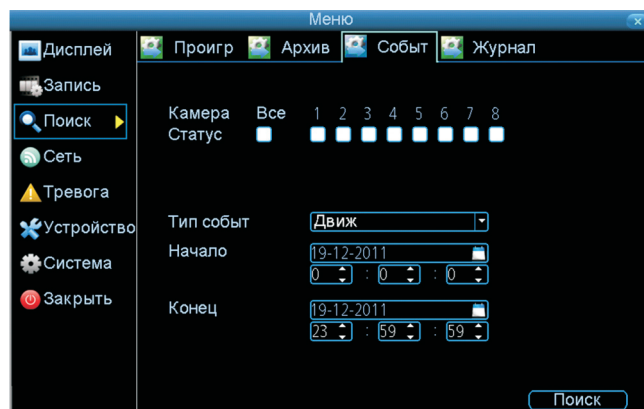 Меню
Дисплей
Запись
Поиск
Сеть
Тревога
Устройство
Система
Закрыть
Проигр Архив Событ Журнал
Камера Все 1 2 3 4 5 6 7 8
Статус
Тип событ Движ
Начало 19-12-2011
0 : 0 : 0
Конец 19-12-2011
23 : 59 : 59
Поиск